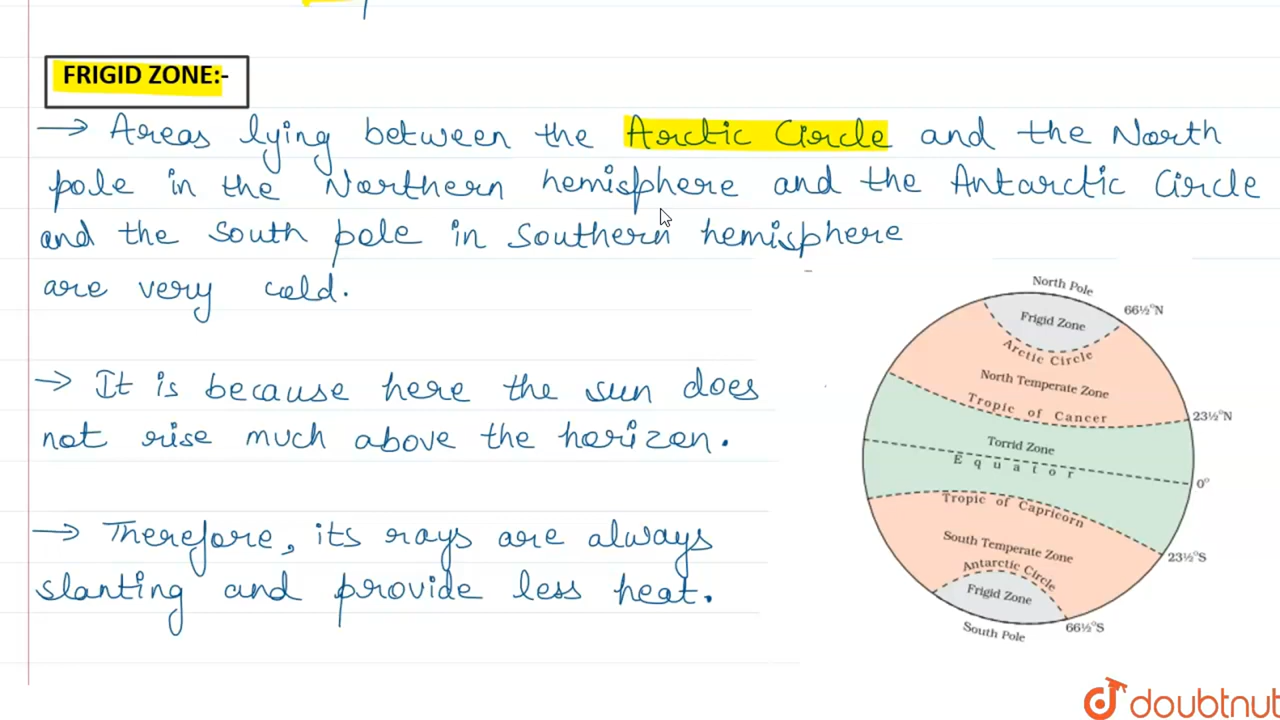 FRIGID ZONE:-
→ Areas lying between the Arctic Circle and the North
pole in the Northern hemisphere and the Antarctic Circle
and the south pole in southern hemisphere
are very cold.
→ It is because here the sun does
not rise much above the horizon.
→ Therefore, its rays are always
slanting and provide less heat.
North Pole
66½°N
Frigid Zone
Arctic Circle
North Temperate Zone
Tropic of Cancer
23½°N
Torrid Zone
Equator
0°
Tropic of Capricorn
South Temperate Zone
23½°S
Antarctic Circle
Frigid Zone
66½°S
South Pole
doubtnut